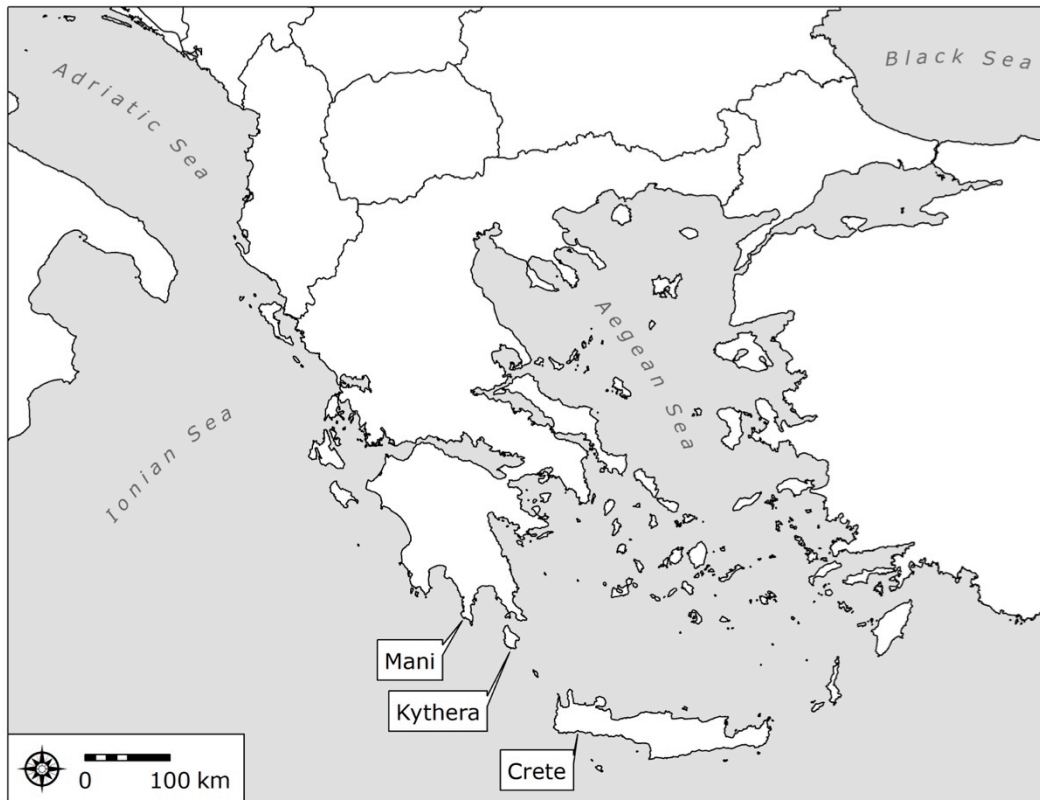 Adriatic Sea
Black Sea
Aegean Sea
Ionian Sea
Mani
Kythera
Crete
0 100 km